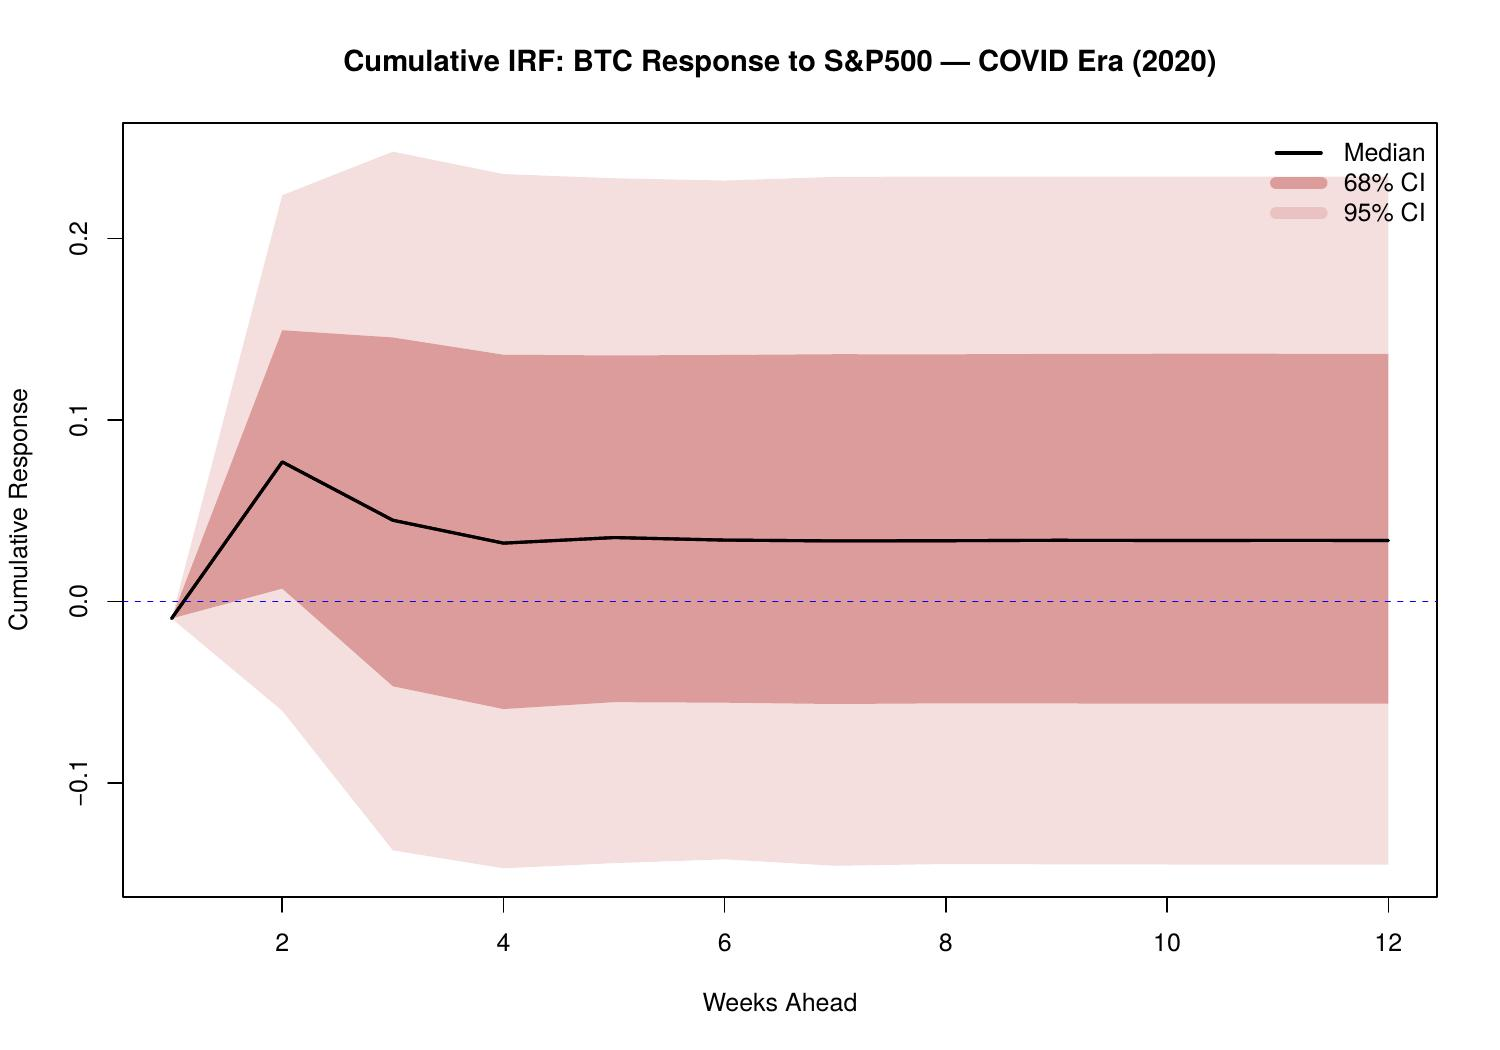 Cumulative IRF: BTC Response to S&P500 — COVID Era (2020)
Median
68% CI
95% CI
Cumulative Response
0.2
0.1
0.0
−0.1
2 4 6 8 10 12
Weeks Ahead